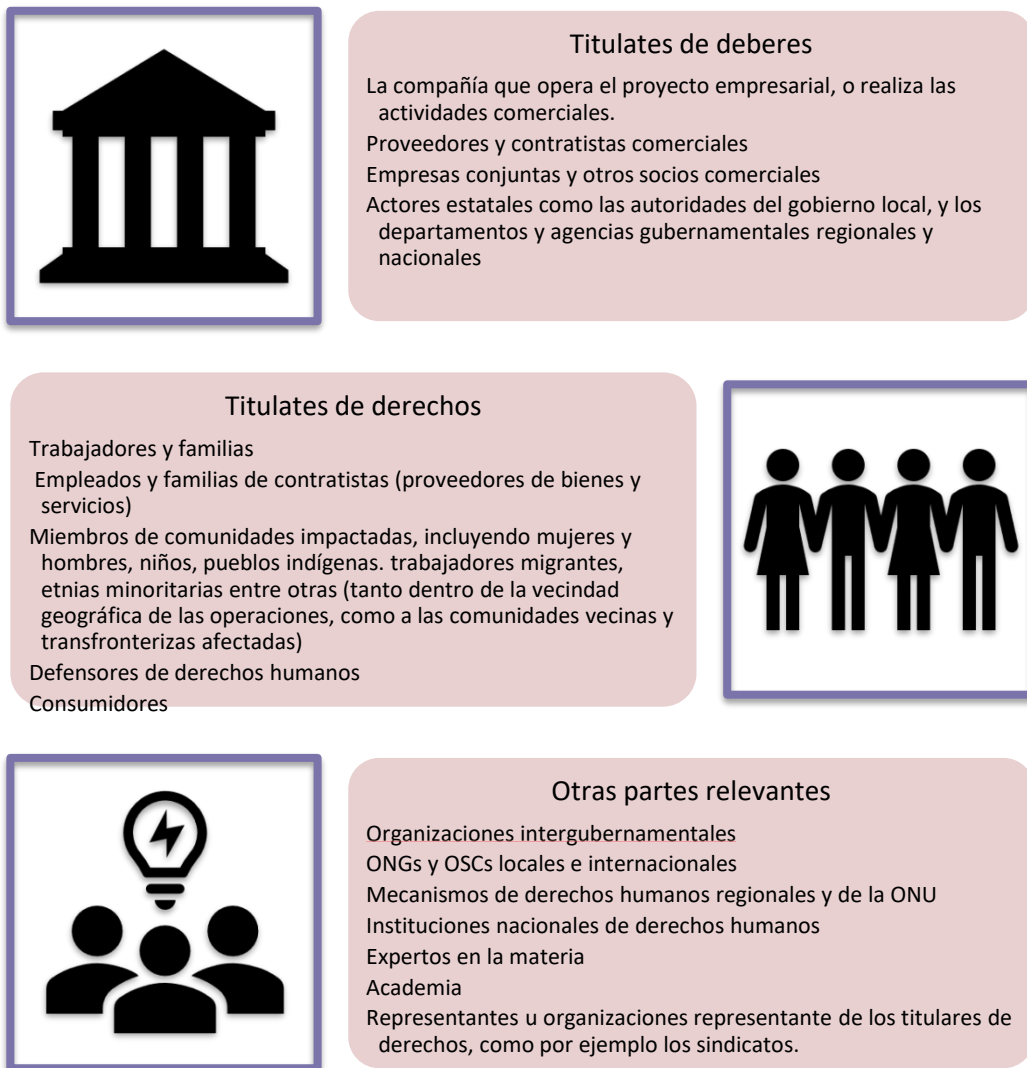 Titulates de deberes
La compañía que opera el proyecto empresarial, o realiza las
actividades comerciales.
Proveedores y contratistas comerciales
Empresas conjuntas y otros socios comerciales
Actores estatales como las autoridades del gobierno local, y los
departamentos y agencias gubernamentales regionales y
nacionales
Titulates de derechos
Trabajadores y familias
Empleados y familias de contratistas (proveedores de bienes y
servicios)
Miembros de comunidades impactadas, incluyendo mujeres y
hombres, niños, pueblos indígenas. trabajadores migrantes,
etnias minoritarias entre otras (tanto dentro de la vecindad
geográfica de las operaciones, como a las comunidades vecinas y
transfronterizas afectadas)
Defensores de derechos humanos
Consumidores
Otras partes relevantes
Organizaciones intergubernamentales
ONGs y OSCs locales e internacionales
Mecanismos de derechos humanos regionales y de la ONU
Instituciones nacionales de derechos humanos
Expertos en la materia
Academia
Representantes u organizaciones representante de los titulares de
derechos, como por ejemplo los sindicatos.